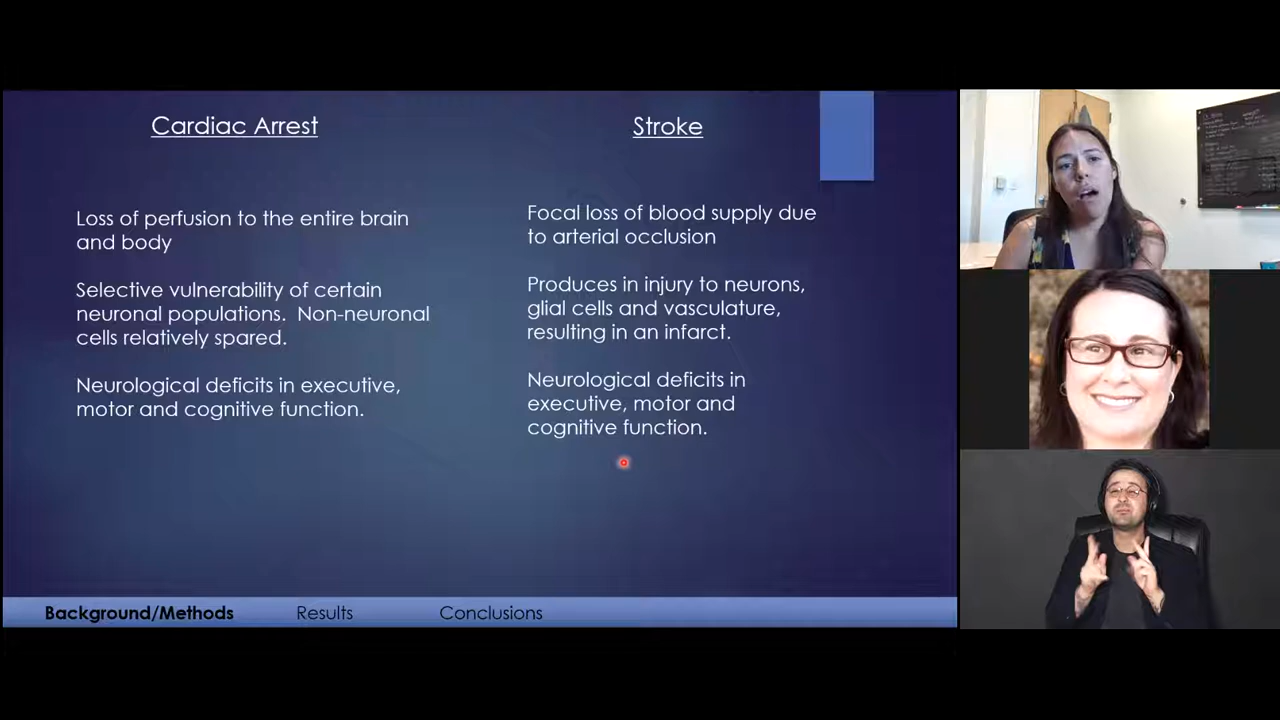 Cardiac Arrest
Loss of perfusion to the entire brain
and body
Selective vulnerability of certain
neuronal populations.  Non-neuronal
cells relatively spared.
Neurological deficits in executive,
motor and cognitive function.
Stroke
Focal loss of blood supply due
to arterial occlusion
Produces in injury to neurons,
glial cells and vasculature,
resulting in an infarct.
Neurological deficits in
executive, motor and
cognitive function.
Background/Methods
Results
Conclusions